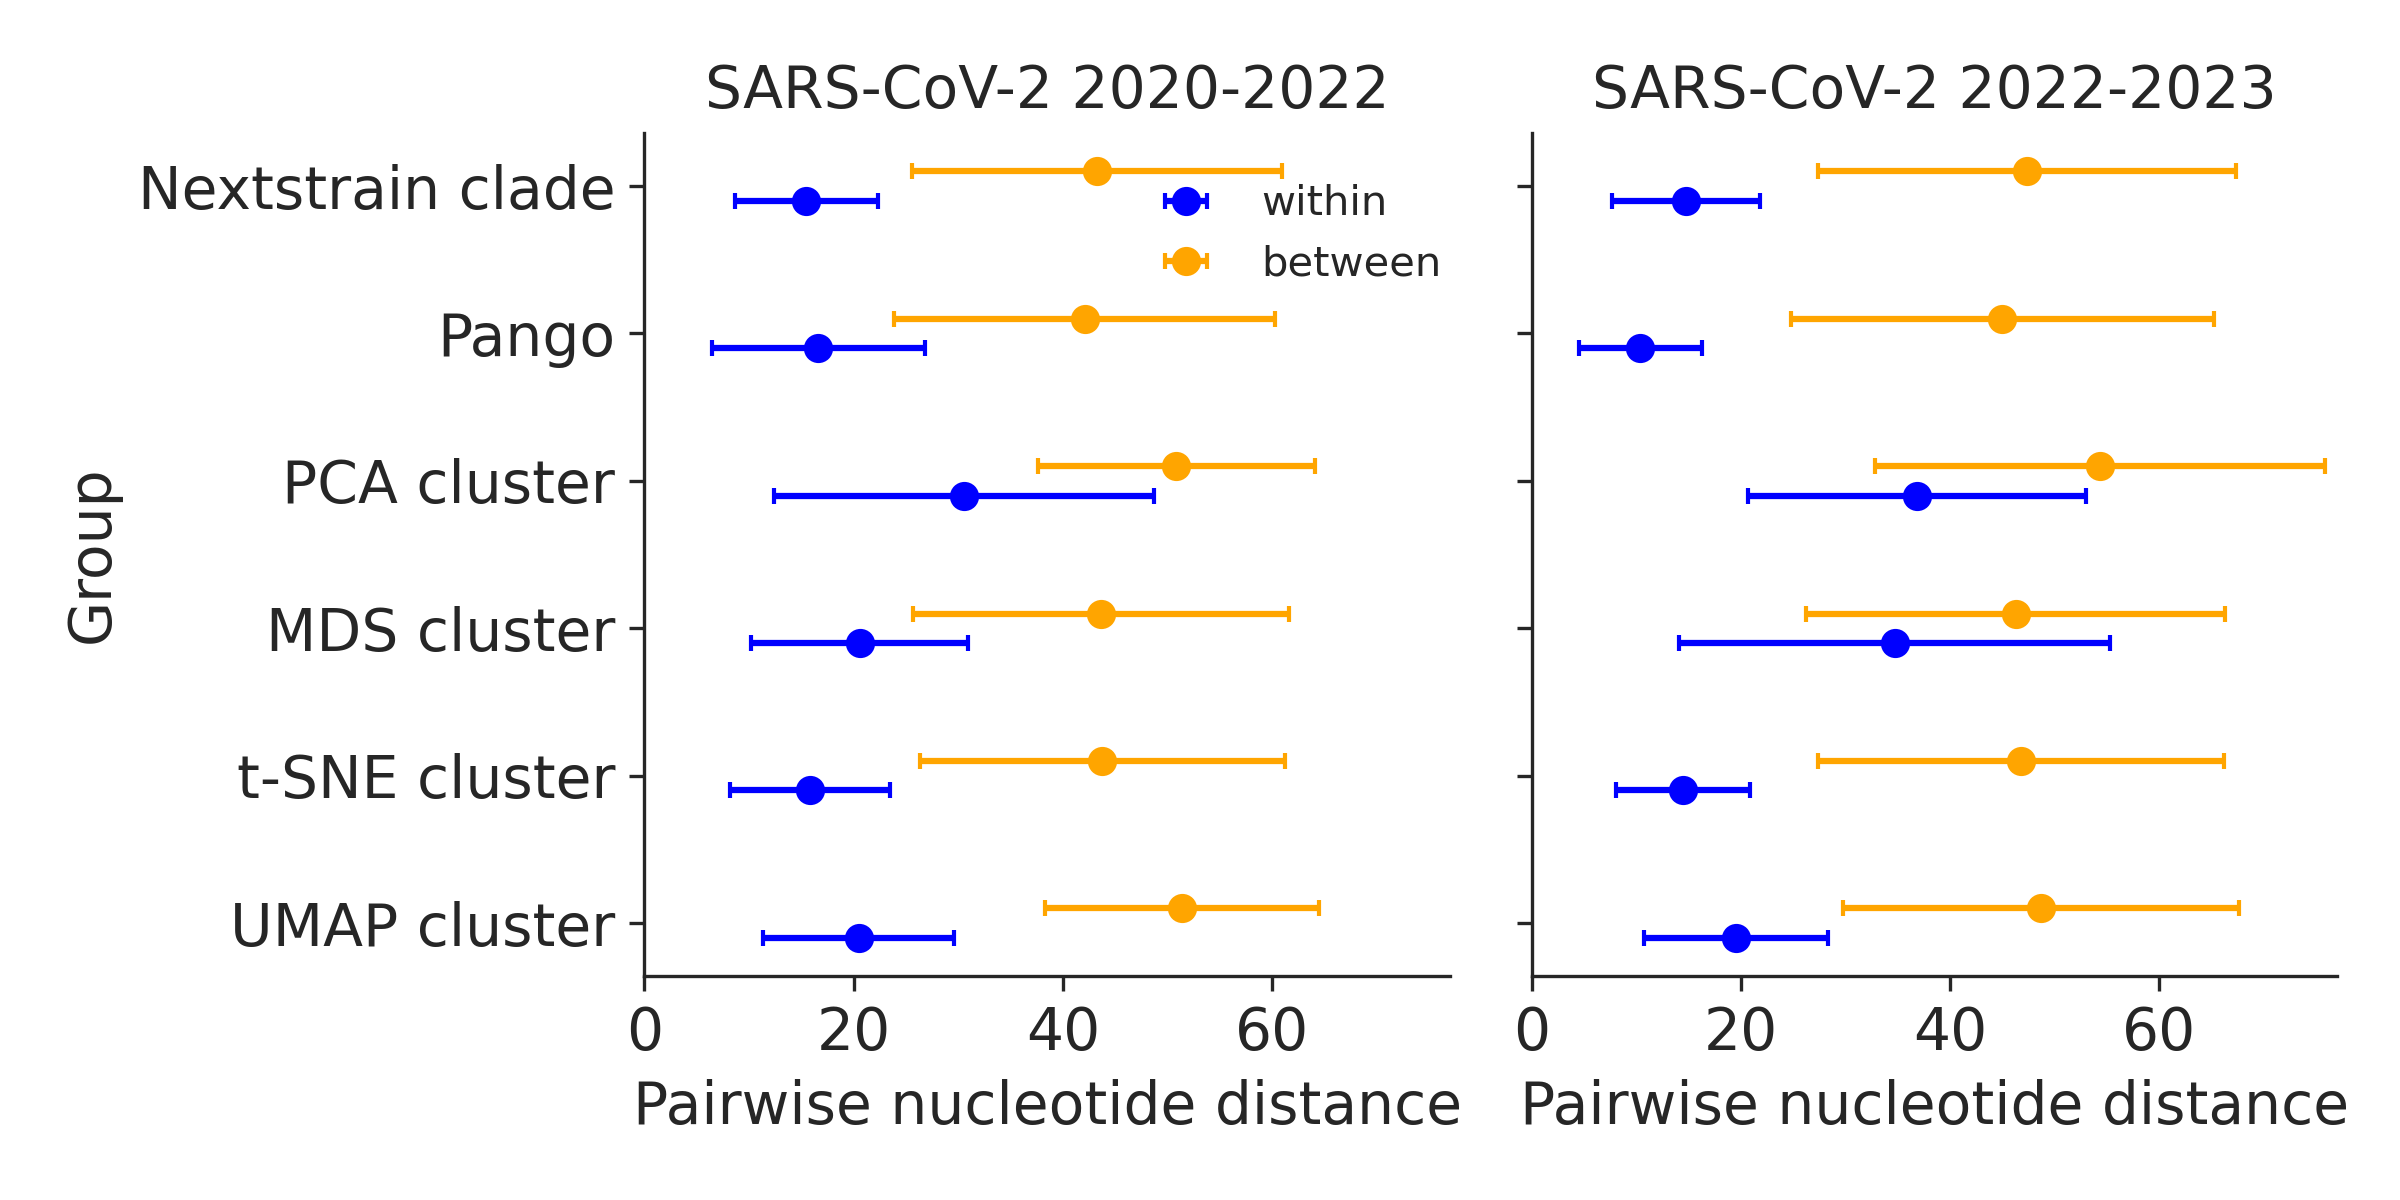 SARS-CoV-2 2020-2022
SARS-CoV-2 2022-2023
Group
Nextstrain clade
Pango
PCA cluster
MDS cluster
t-SNE cluster
UMAP cluster
within
between
0 20 40 60
0 20 40 60
Pairwise nucleotide distance
Pairwise nucleotide distance